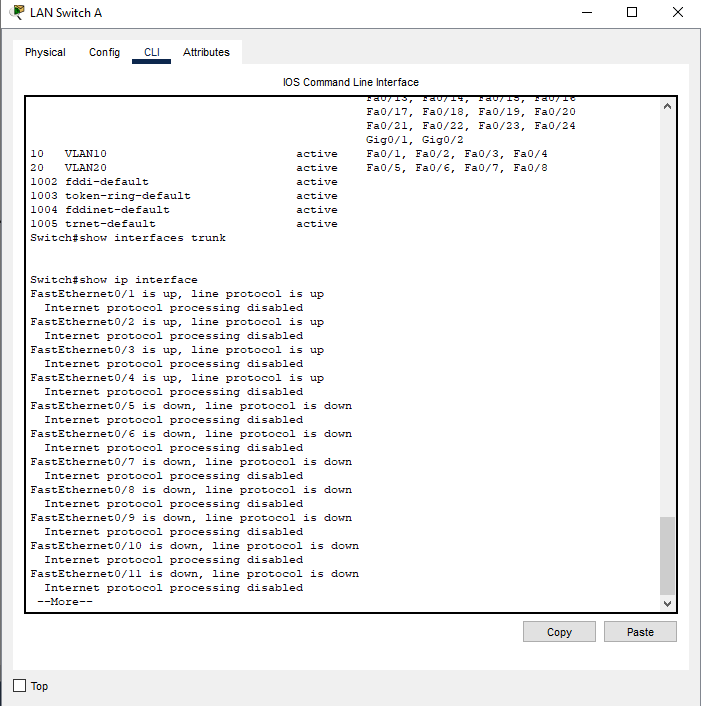 LAN Switch A
Physical Config CLI Attributes
IOS Command Line Interface
Fa0/13, Fa0/14, Fa0/15, Fa0/16
Fa0/17, Fa0/18, Fa0/19, Fa0/20
Fa0/21, Fa0/22, Fa0/23, Fa0/24
Gig0/1, Gig0/2
10 VLAN10 active Fa0/1, Fa0/2, Fa0/3, Fa0/4
20 VLAN20 active Fa0/5, Fa0/6, Fa0/7, Fa0/8
1002 fddi-default active
1003 token-ring-default active
1004 fddinet-default active
1005 trnet-default active
Switch#show interfaces trunk
Switch#show ip interface
FastEthernet0/1 is up, line protocol is up
Internet protocol processing disabled
FastEthernet0/2 is up, line protocol is up
Internet protocol processing disabled
FastEthernet0/3 is up, line protocol is up
Internet protocol processing disabled
FastEthernet0/4 is up, line protocol is up
Internet protocol processing disabled
FastEthernet0/5 is down, line protocol is down
Internet protocol processing disabled
FastEthernet0/6 is down, line protocol is down
Internet protocol processing disabled
FastEthernet0/7 is down, line protocol is down
Internet protocol processing disabled
FastEthernet0/8 is down, line protocol is down
Internet protocol processing disabled
FastEthernet0/9 is down, line protocol is down
Internet protocol processing disabled
FastEthernet0/10 is down, line protocol is down
Internet protocol processing disabled
FastEthernet0/11 is down, line protocol is down
Internet protocol processing disabled
--More--
Copy Paste
Top